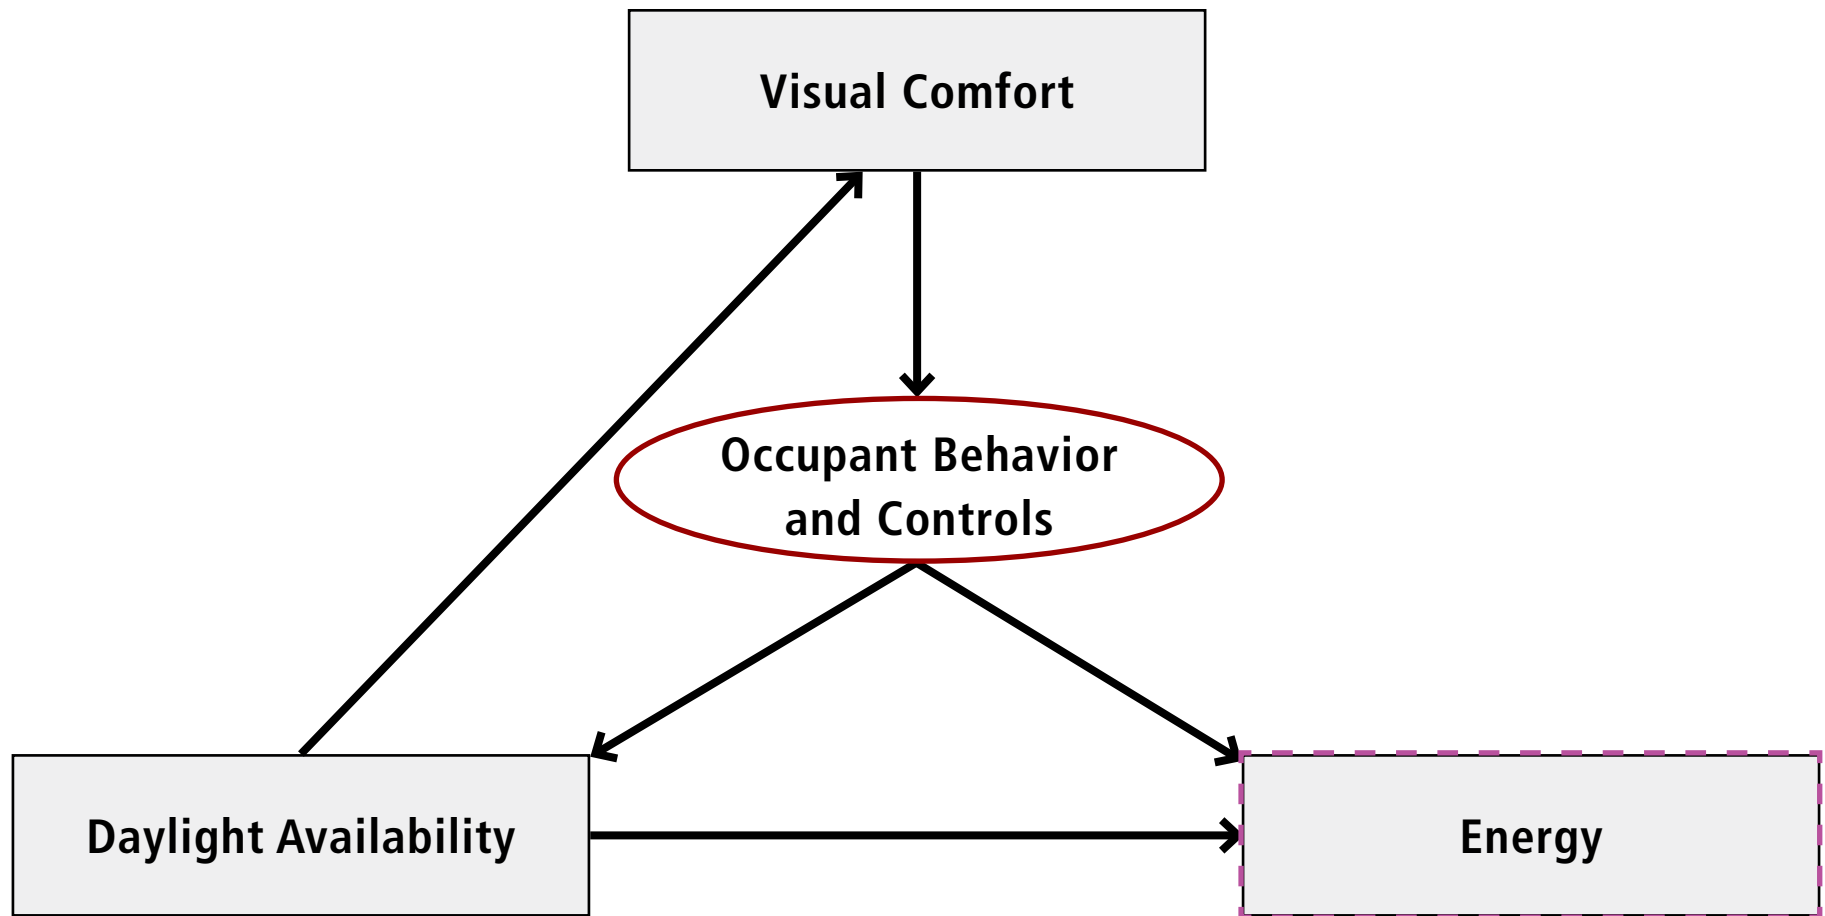 Visual Comfort
Occupant Behavior
and Controls
Daylight Availability
Energy